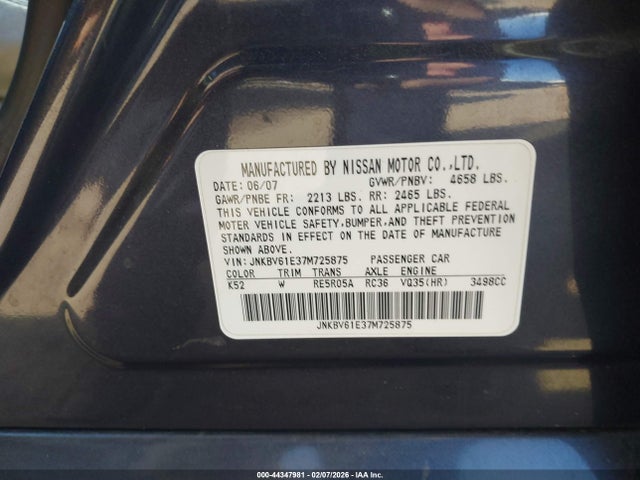 MANUFACTURED BY NISSAN MOTOR CO.,LTD.
DATE: 06/07 GVWR/PNBV: 4658 LBS.
GAWR/PNBE FR: 2213 LBS. RR: 2465 LBS.
THIS VEHICLE CONFORMS TO ALL APPLICABLE FEDERAL
MOTOR VEHICLE SAFETY,BUMPER,AND THEFT PREVENTION
STANDARDS IN EFFECT ON THE DATE OF MANUFACTURE
SHOWN ABOVE.
VIN: JNKBV61E37M725875 PASSENGER CAR
COLOR TRIM TRANS AXLE ENGINE
K52 W RE5R05A RC36 VQ35(HR) 3498CC
JNKBV61E37M725875
000-44347981 - 02/07/2026 - IAA Inc.